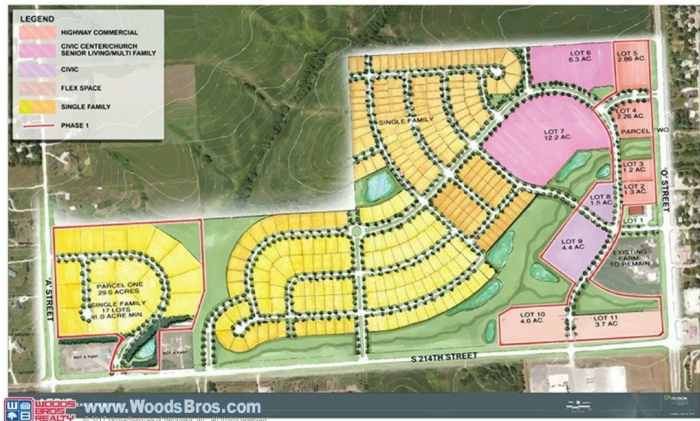 LEGEND
HIGHWAY COMMERCIAL
CIVIC CENTER/CHURCH
SENIOR LIVING/MULTI FAMILY
CIVIC
FLEX SPACE
SINGLE FAMILY
PHASE 1
LOT 6
6.3 AC.
LOT 5
2.86 AC.
LOT 4
2.26 AC.
PARCEL TWO
SINGLE FAMILY
LOT 7
12.2 AC.
LOT 3
1.2 AC.
LOT 2
1.3 AC.
LOT 8
1.5 AC.
LOT 1
'O' STREET
LOT 9
4.4 AC.
EXISTING
FARM
TO REMAIN
'A' STREET
PARCEL ONE
29.0 ACRES
SINGLE FAMILY
17 LOTS
1.0 ACRE MIN.
LOT 10
4.0 AC.
LOT 11
3.7 AC.
NOT A PART
NOT A PART
S 214TH STREET
WOODS
BROS
REALTY
www.WoodsBros.com